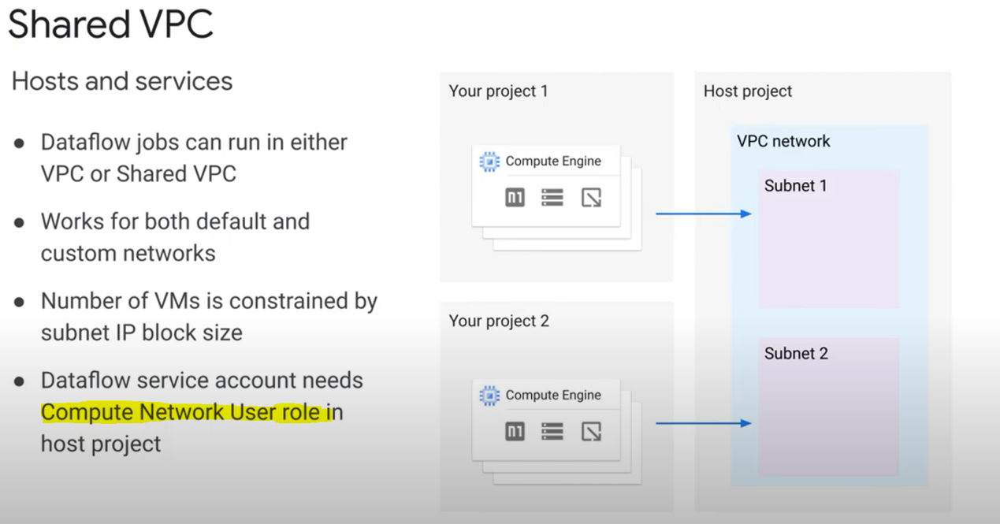 Shared VPC
Hosts and services
● Dataflow jobs can run in either
VPC or Shared VPC
● Works for both default and
custom networks
● Number of VMs is constrained by
subnet IP block size
● Dataflow service account needs
Compute Network User role in
host project
Your project 1
Compute Engine
n1
Your project 2
Compute Engine
n1
Host project
VPC network
Subnet 1
Subnet 2